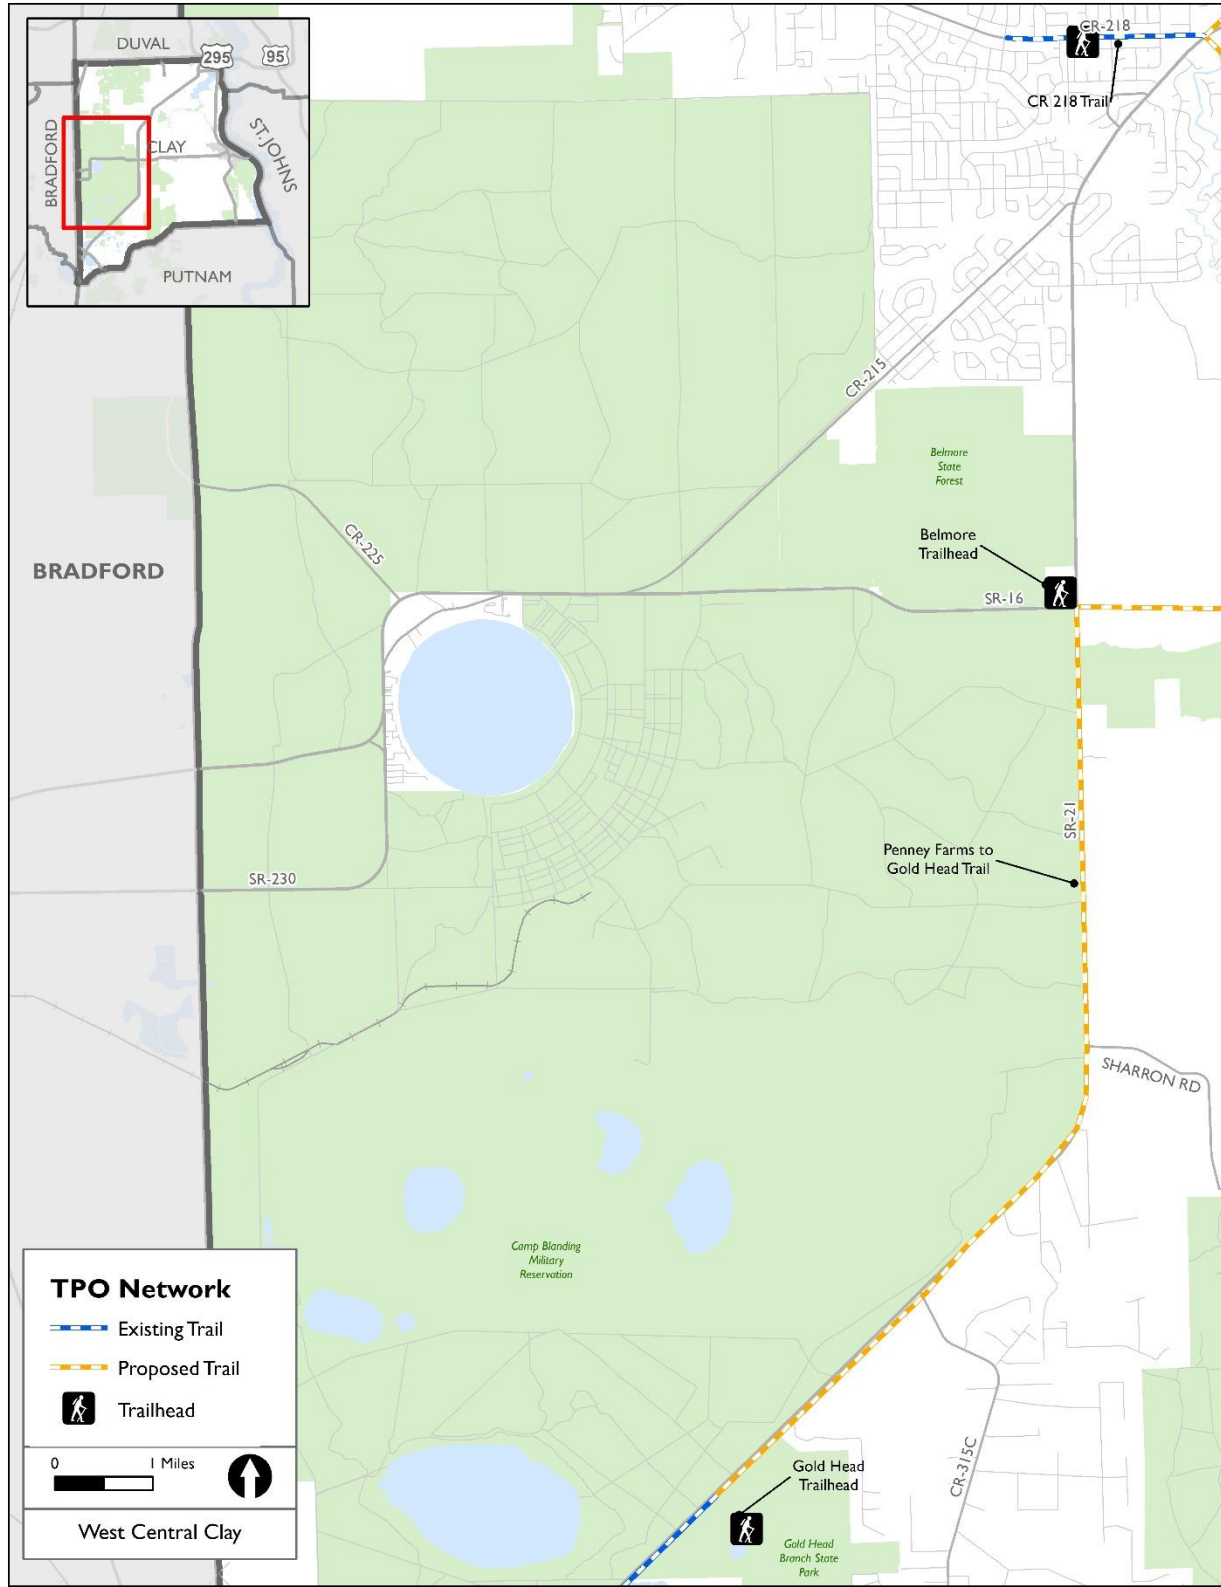 DUVAL
295
95
BRADFORD
CLAY
ST. JOHNS
PUTNAM
CR-218
CR 218 Trail
CR-215
Belmore
State
Forest
CR-225
Belmore
Trailhead
BRADFORD
SR-16
SR-21
Penney Farms to
Gold Head Trail
SR-230
SHARRON RD
Camp Blanding
Military
Reservation
TPO Network
Existing Trail
Proposed Trail
Trailhead
0 1 Miles
West Central Clay
Gold Head
Trailhead
CR-315C
Gold Head
Branch State
Park